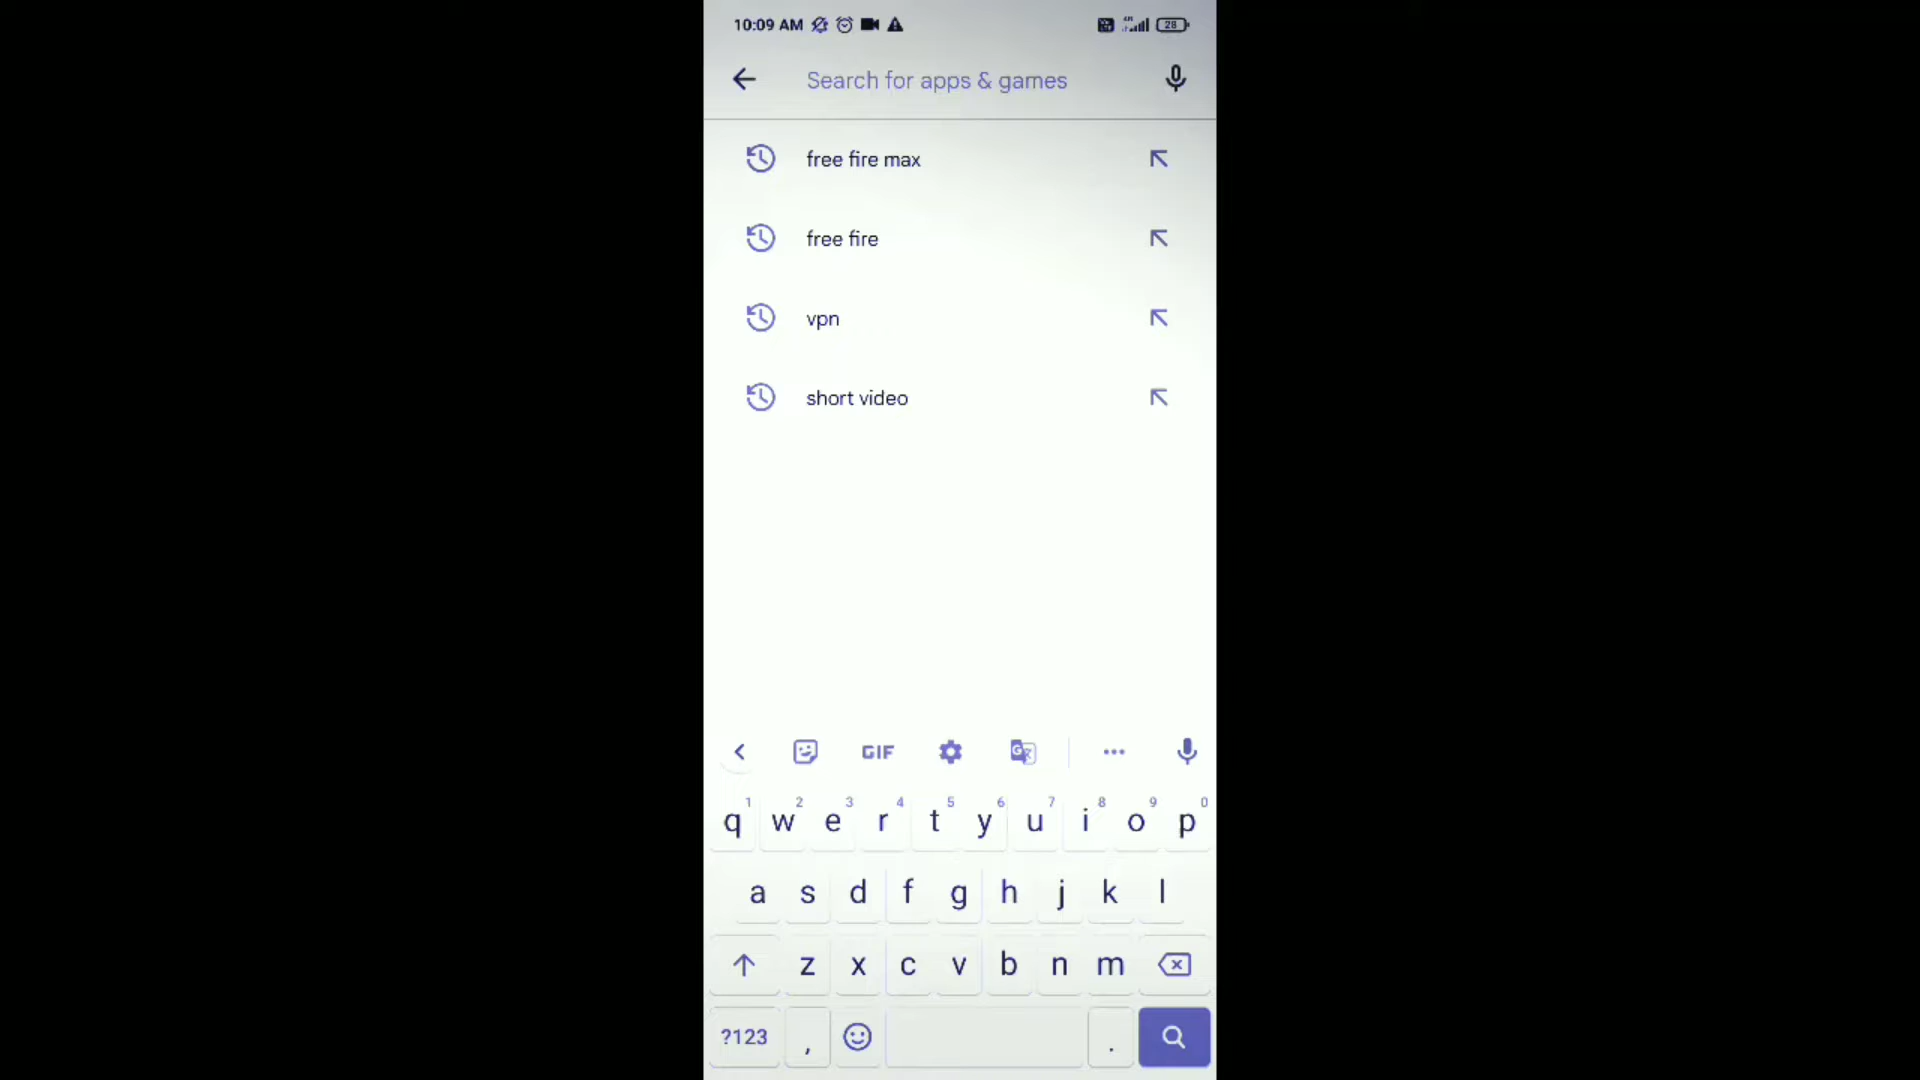 10:09 AM
28
Search for apps & games
free fire max
free fire
vpn
short video
GIF
1 2 3 4 5 6 7 8 9 0
q w e r t y u i o p
a s d f g h j k l
z x c v b n m
?123 , .